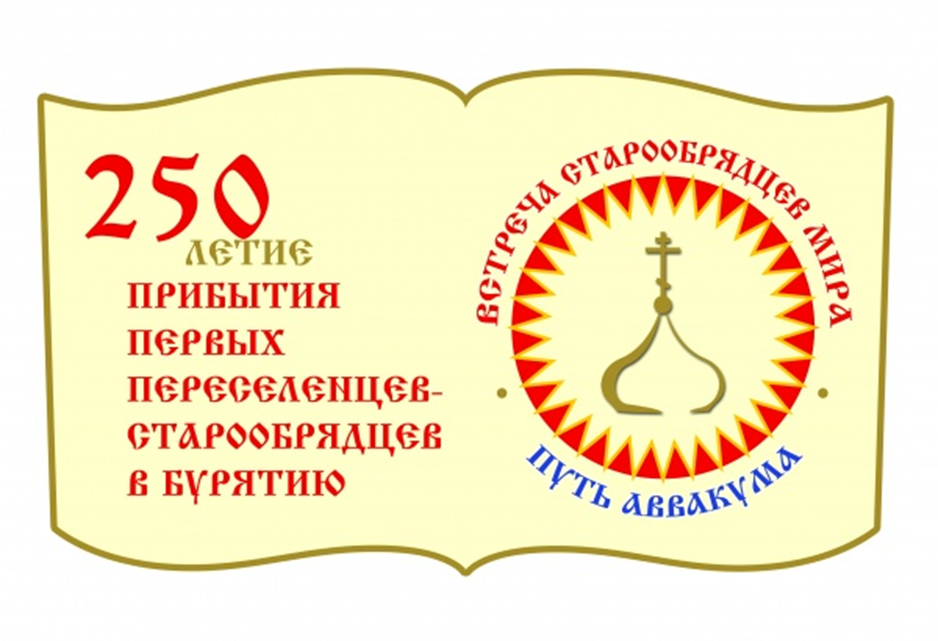 250
ЛЕТИЕ
ПРИБЫТИЯ
ПЕРВЫХ
ПЕРЕСЕЛЕНЦЕВ-
СТАРООБРЯДЦЕВ
В БУРЯТИЮ
ВСТРЕЧА СТАРООБРЯДЦЕВ МИРА
ПУТЬ АВВАКУМА